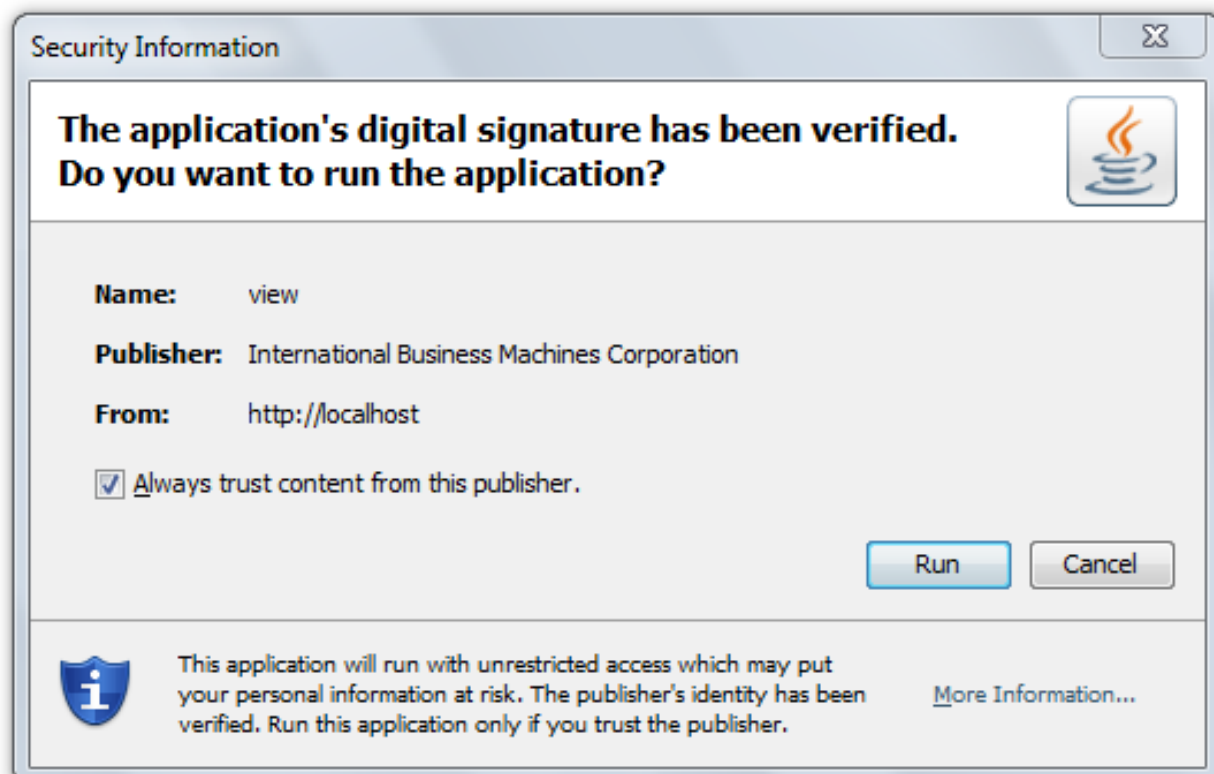 Security Information
The application's digital signature has been verified.
Do you want to run the application?
Name: view
Publisher: International Business Machines Corporation
From: http://localhost
Always trust content from this publisher.
Run Cancel
This application will run with unrestricted access which may put
your personal information at risk. The publisher's identity has been
verified. Run this application only if you trust the publisher.
More Information...